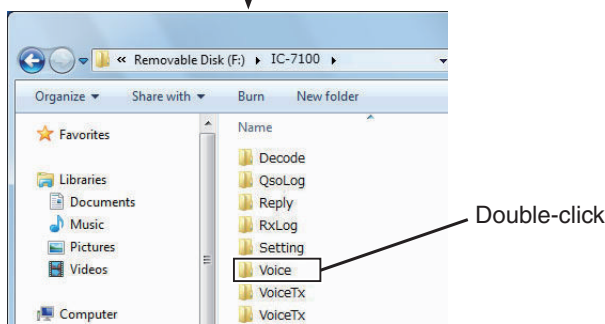 « Removable Disk (F:) ▸ IC-7100 ▸
Organize ▾ Share with ▾ Burn New folder
Favorites
Libraries
Documents
Music
Pictures
Videos
Computer
Name
Decode
QsoLog
Reply
RxLog
Setting
Voice
VoiceTx
VoiceTx
Double-click